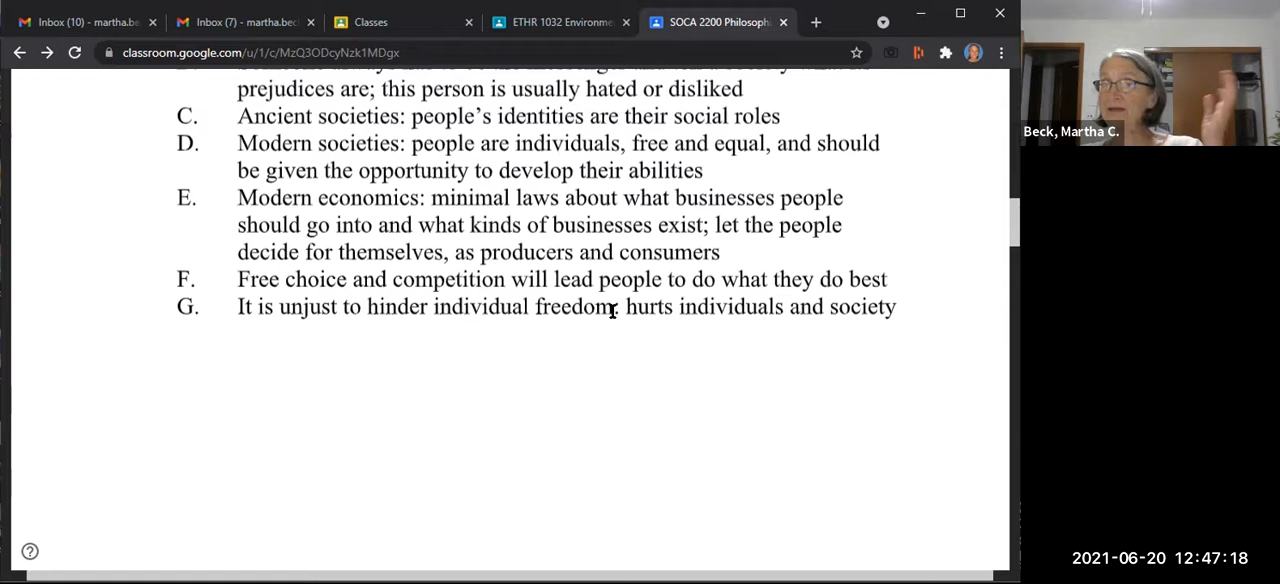 Inbox (10) - martha.be
Inbox (7) - martha.bec
Classes
ETHR 1032 Environme
SOCA 2200 Philosoph
classroom.google.com/u/1/c/MzQ3ODcyNzk1MDgx
prejudices are; this person is usually hated or disliked
C. Ancient societies: people's identities are their social roles
D. Modern societies: people are individuals, free and equal, and should
be given the opportunity to develop their abilities
E. Modern economics: minimal laws about what businesses people
should go into and what kinds of businesses exist; let the people
decide for themselves, as producers and consumers
F. Free choice and competition will lead people to do what they do best
G. It is unjust to hinder individual freedom: hurts individuals and society
Beck, Martha C.
2021-06-20 12:47:18